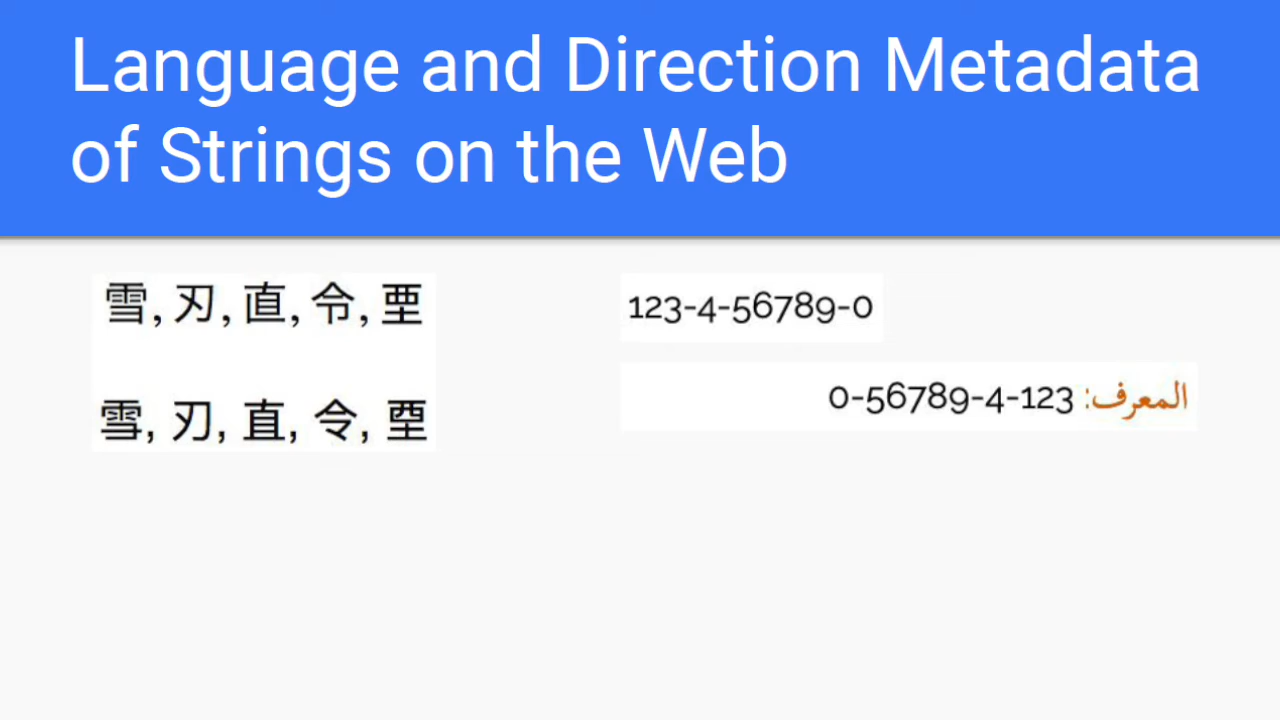 Language and Direction Metadata
of Strings on the Web
雪, 刃, 直, 令, 垔
雪, 刃, 直, 令, 垔
123-4-56789-0
المعرف: 0-56789-4-123